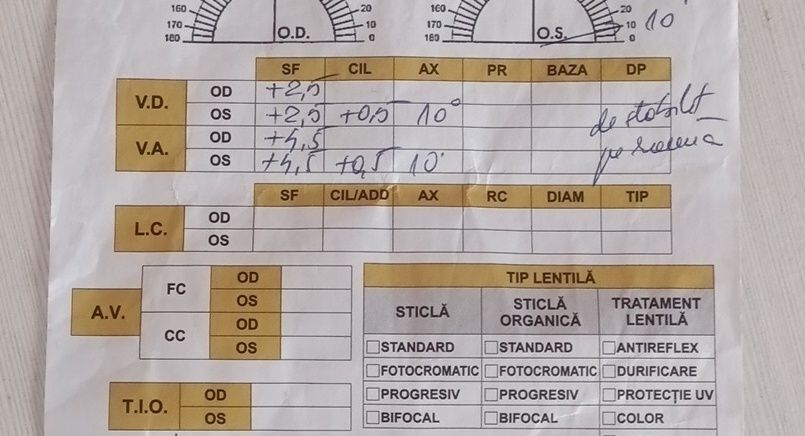 160 20 160 20
170 10 170 10 10°
180 O.D. 0 180 O.S. 0
SF CIL AX PR BAZA DP
V.D. OD +2,5
OS +2,5 +0,5 10°
V.A. OD +4,5
OS +4,5 +0,5 10°
de stabilit
pe
SF CIL/ADD AX RC DIAM TIP
L.C. OD
OS
A.V. FC OD
OS
CC OD
OS
T.I.O. OD
OS
TIP LENTILĂ
STICLĂ STICLĂ ORGANICĂ TRATAMENT LENTILĂ
STANDARD STANDARD ANTIREFLEX
FOTOCROMATIC FOTOCROMATIC DURIFICARE
PROGRESIV PROGRESIV PROTECȚIE UV
BIFOCAL BIFOCAL COLOR